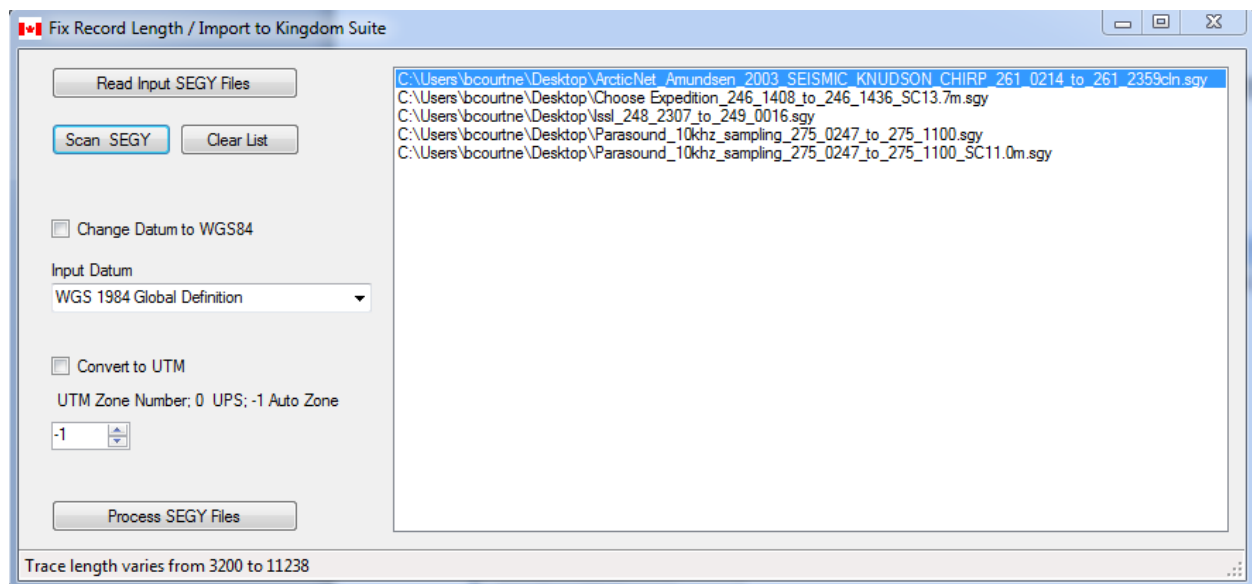 Fix Record Length / Import to Kingdom Suite
Read Input SEGY Files
Scan SEGY
Clear List
Change Datum to WGS84
Input Datum
WGS 1984 Global Definition
Convert to UTM
UTM Zone Number; 0 UPS; -1 Auto Zone
-1
Process SEGY Files
C:\Users\bcourtne\Desktop\ArcticNet_Amundsen_2003_SEISMIC_KNUDSON_CHIRP_261_0214_to_261_2359cln.sgy
C:\Users\bcourtne\Desktop\Choose Expedition_246_1408_to_246_1436_SC13.7m.sgy
C:\Users\bcourtne\Desktop\lssl_248_2307_to_249_0016.sgy
C:\Users\bcourtne\Desktop\Parasound_10khz_sampling_275_0247_to_275_1100.sgy
C:\Users\bcourtne\Desktop\Parasound_10khz_sampling_275_0247_to_275_1100_SC11.0m.sgy
Trace length varies from 3200 to 11238